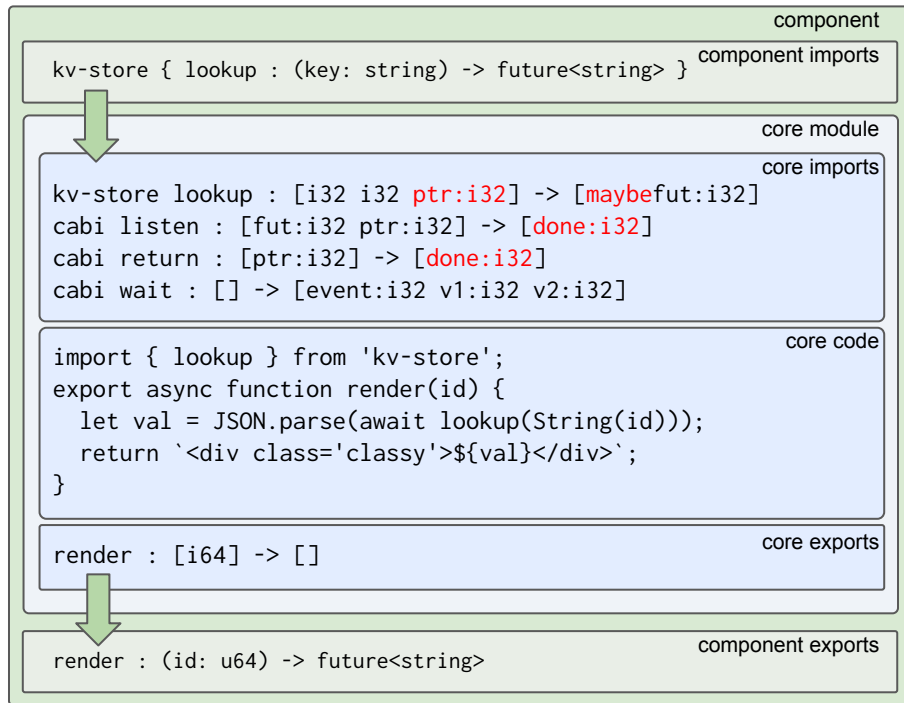 component
component imports
kv-store { lookup : (key: string) -> future<string> }
core module
core imports
kv-store lookup : [i32 i32 ptr:i32] -> [maybefut:i32]
cabi listen : [fut:i32 ptr:i32] -> [done:i32]
cabi return : [ptr:i32] -> [done:i32]
cabi wait : [] -> [event:i32 v1:i32 v2:i32]
core code
import { lookup } from 'kv-store';
export async function render(id) {
  let val = JSON.parse(await lookup(String(id)));
  return `<div class='classy'>${val}</div>`;
}
core exports
render : [i64] -> []
component exports
render : (id: u64) -> future<string>